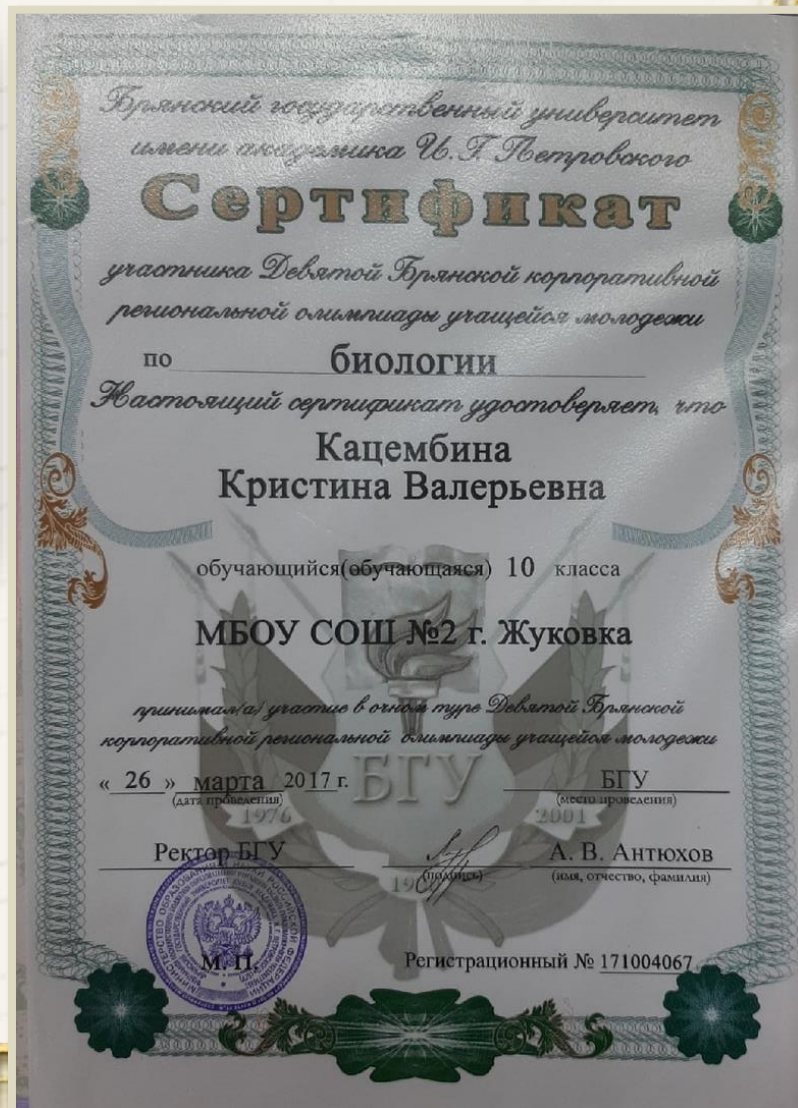 Брянский государственный университет
имени академика И. Г. Петровского
Сертификат
участника Девятой Брянской корпоративной
региональной олимпиады учащейся молодежи
по биологии
Настоящий сертификат удостоверяет, что
Кацембина
Кристина Валерьевна
обучающийся(обучающаяся) 10 класса
МБОУ СОШ №2 г. Жуковка
принимал/а/ участие в очном туре Девятой Брянской
корпоративной региональной олимпиады учащейся молодежи
« 26 » марта 2017 г. БГУ
(дата проведения) (место проведения)
БГУ
1976 2001
Ректор БГУ А. В. Антюхов
(подпись) (имя, отчество, фамилия)
М. П.
Регистрационный № 171004067